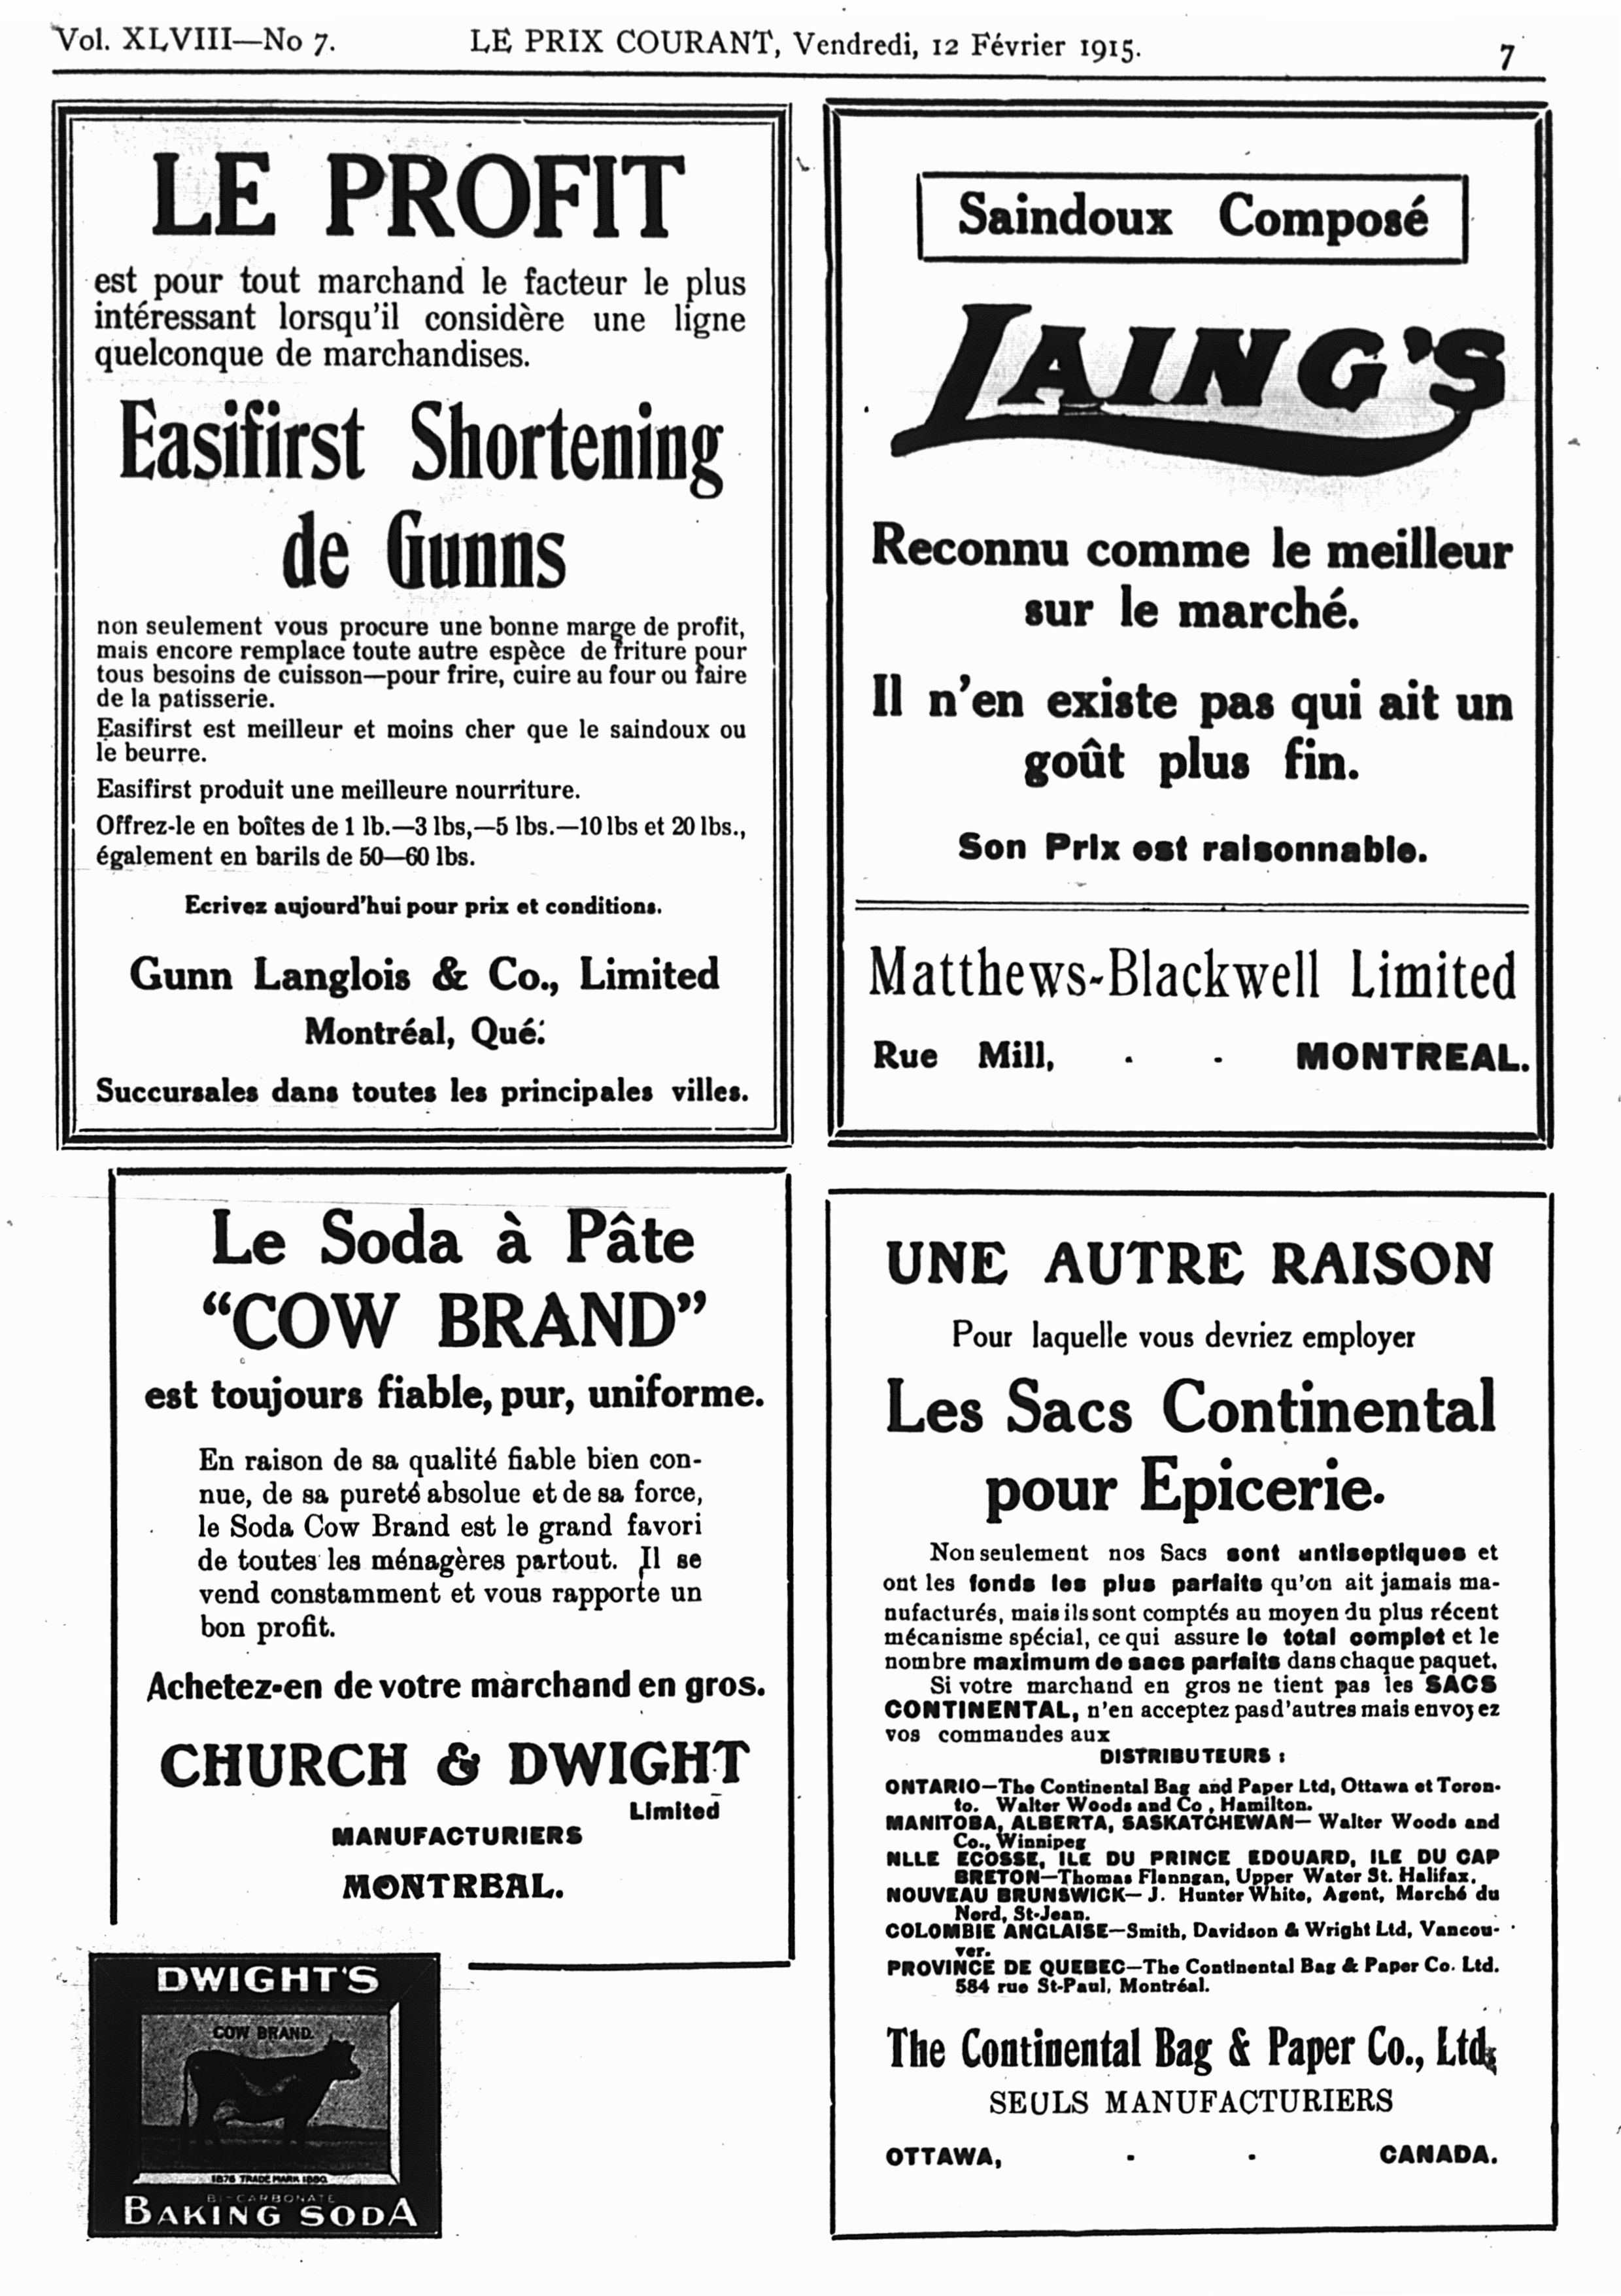 Vol. XLVIII—No 7.
LE PRIX COURANT, Vendredi, 12 Février 1915.
7
LE PROFIT
est pour tout marchand le facteur le plus
intéressant lorsqu'il considère une ligne
quelconque de marchandises.
Easifirst Shortening
de Gunns
non seulement vous procure une bonne marge de profit,
mais encore remplace toute autre espèce de friture pour
tous besoins de cuisson—pour frire, cuire au four ou faire
de la patisserie.
Easifirst est meilleur et moins cher que le saindoux ou
le beurre.
Easifirst produit une meilleure nourriture.
Offrez-le en boîtes de 1 lb.—3 lbs,—5 lbs.—10 lbs et 20 lbs.,
également en barils de 50—60 lbs.
Ecrivez aujourd'hui pour prix et conditions.
Gunn Langlois & Co., Limited
Montréal, Qué.
Succursales dans toutes les principales villes.
Saindoux Composé
LAING'S
Reconnu comme le meilleur
sur le marché.
Il n'en existe pas qui ait un
goût plus fin.
Son Prix est raisonnable.
Matthews-Blackwell Limited
Rue Mill, - - MONTREAL.
Le Soda à Pâte
"COW BRAND"
est toujours fiable, pur, uniforme.
En raison de sa qualité fiable bien con-
nue, de sa pureté absolue et de sa force,
le Soda Cow Brand est le grand favori
de toutes les ménagères partout. Il se
vend constamment et vous rapporte un
bon profit.
Achetez-en de votre marchand en gros.
CHURCH & DWIGHT
Limited
MANUFACTURIERS
MONTREAL.
DWIGHT'S
COW BRAND
1876 TRADE MARK 1880
BI-CARBONATE
BAKING SODA
UNE AUTRE RAISON
Pour laquelle vous devriez employer
Les Sacs Continental
pour Epicerie.
Non seulement nos Sacs sont antiseptiques et
ont les fonds les plus parfaits qu'on ait jamais ma-
nufacturés, mais ils sont comptés au moyen du plus récent
mécanisme spécial, ce qui assure le total complet et le
nombre maximum de sacs parfaits dans chaque paquet.
Si votre marchand en gros ne tient pas les SACS
CONTINENTAL, n'en acceptez pas d'autres mais envoyez
vos commandes aux
DISTRIBUTEURS :
ONTARIO—The Continental Bag and Paper Ltd, Ottawa et Toron-
to. Walter Woods and Co, Hamilton.
MANITOBA, ALBERTA, SASKATCHEWAN—Walter Woods and
Co., Winnipeg
NLLE ECOSSE, ILE DU PRINCE EDOUARD, ILE DU CAP
BRETON—Thomas Flanngan, Upper Water St. Halifax.
NOUVEAU BRUNSWICK—J. Hunter White, Agent, Marché du
Nord, St-Jean.
COLOMBIE ANGLAISE—Smith, Davidson & Wright Ltd, Vancou-
ver.
PROVINCE DE QUEBEC—The Continental Bag & Paper Co. Ltd.
584 rue St-Paul, Montréal.
The Continental Bag & Paper Co., Ltd.
SEULS MANUFACTURIERS
OTTAWA, - - CANADA.